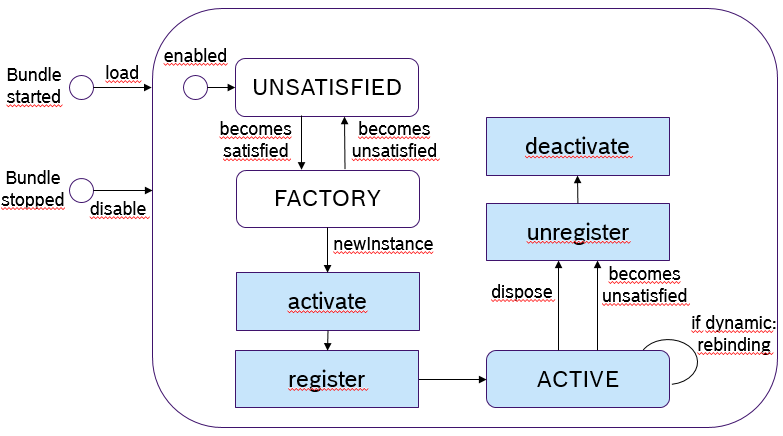 enabled
Bundle
started
load
UNSATISFIED
becomes
satisfied
becomes
unsatisfied
deactivate
Bundle
stopped
disable
FACTORY
unregister
newInstance
dispose
becomes
unsatisfied
activate
if dynamic:
rebinding
register
ACTIVE